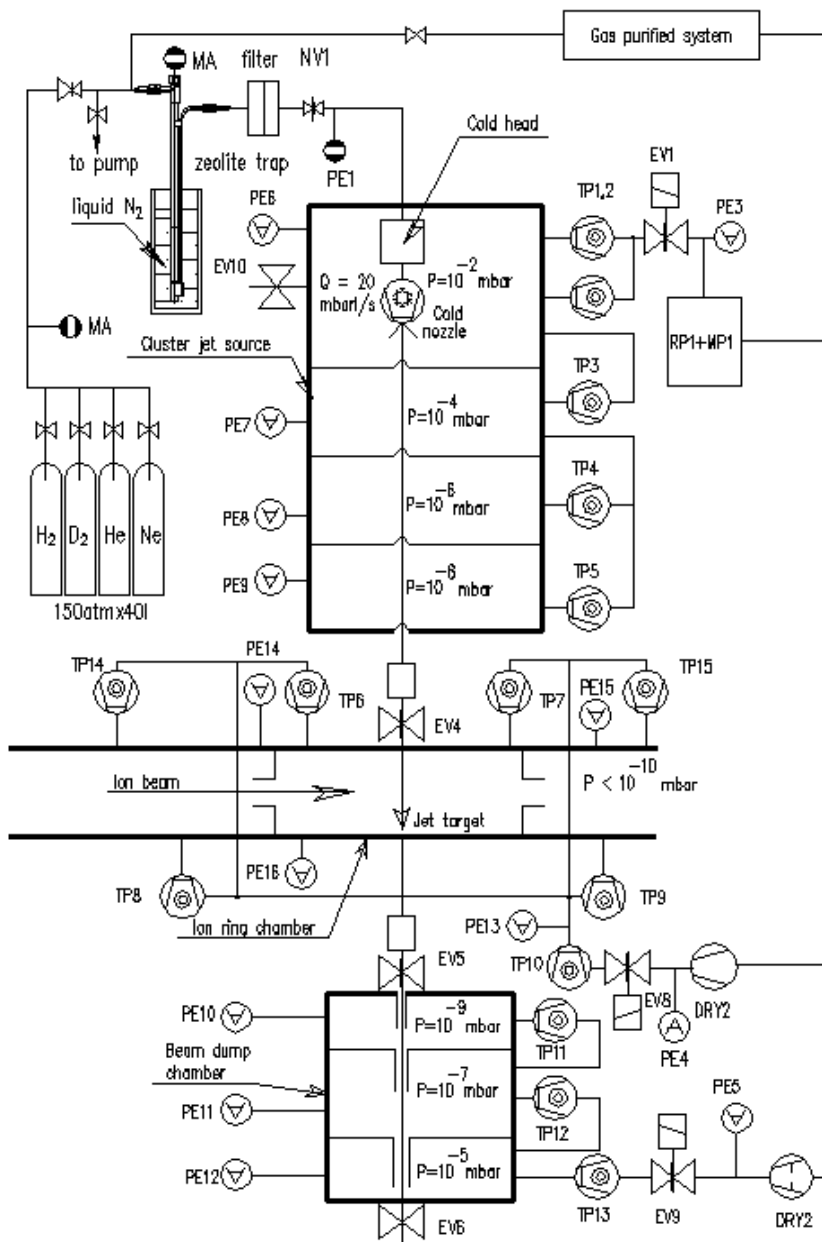 Gas purified system
MA
filter
NV1
to pump
zeolite trap
PE1
Cold head
EV1
liquid N2
PE6
TP1,2
PE3
EV10
Q = 20
mbarl/s
P=10^-2 mbar
Cold
nozzle
MA
RP1+MP1
Cluster jet source
TP3
PE7
P=10^-4 mbar
TP4
H2
D2
He
Ne
PE8
P=10^-6 mbar
PE9
P=10^-6 mbar
TP5
150atmx40l
TP14
PE14
TP6
EV4
TP7
PE15
TP15
Ion beam
P < 10^-10 mbar
Jet target
PE16
TP8
TP9
Ion ring chamber
PE13
EV5
TP10
EV8
DRY2
PE10
P=10^-9 mbar
TP11
PE4
Beam dump
chamber
P=10^-7 mbar
PE5
PE11
TP12
PE12
P=10^-5 mbar
TP13
EV9
DRY2
EV6